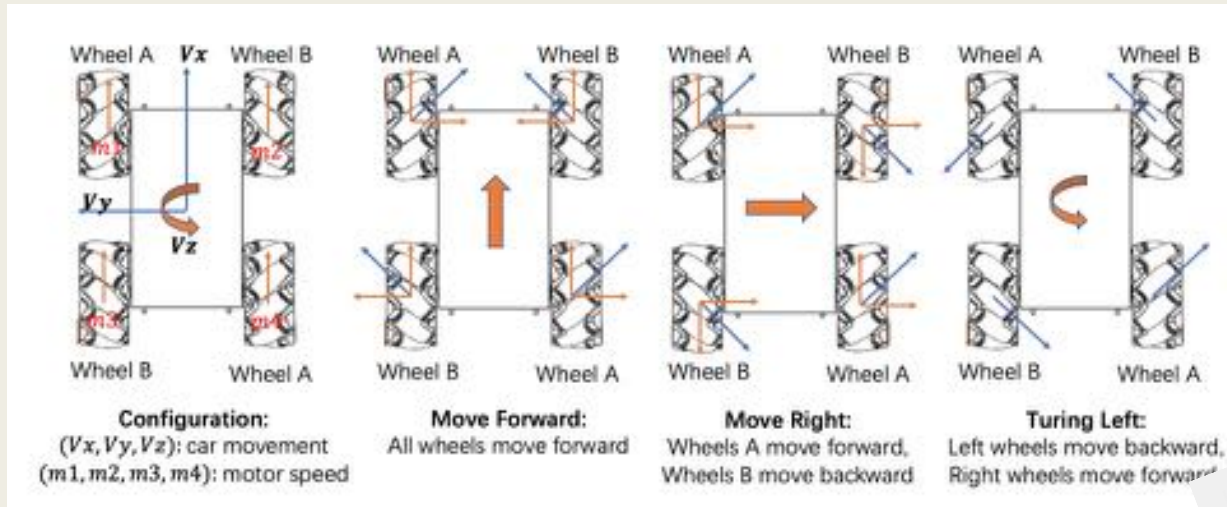 Wheel A Vx Wheel B
m1 m2
Vy
Vz
m3 m4
Wheel B Wheel A
Configuration:
(Vx,Vy,Vz): car movement
(m1,m2,m3,m4): motor speed
Wheel A Wheel B
Wheel B Wheel A
Move Forward:
All wheels move forward
Wheel A Wheel B
Wheel B Wheel A
Move Right:
Wheels A move forward,
Wheels B move backward
Wheel A Wheel B
Wheel B Wheel A
Turing Left:
Left wheels move backward,
Right wheels move forward